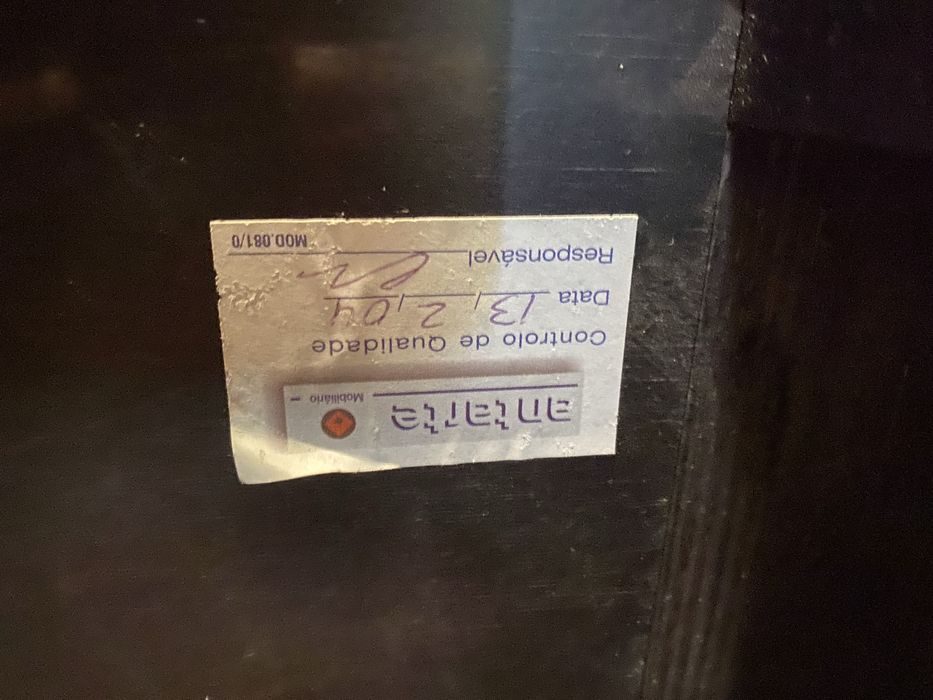 antarte
Mobiliário
Controlo de Qualidade
Data 13, 2, 04
Responsável
MOD.081/0